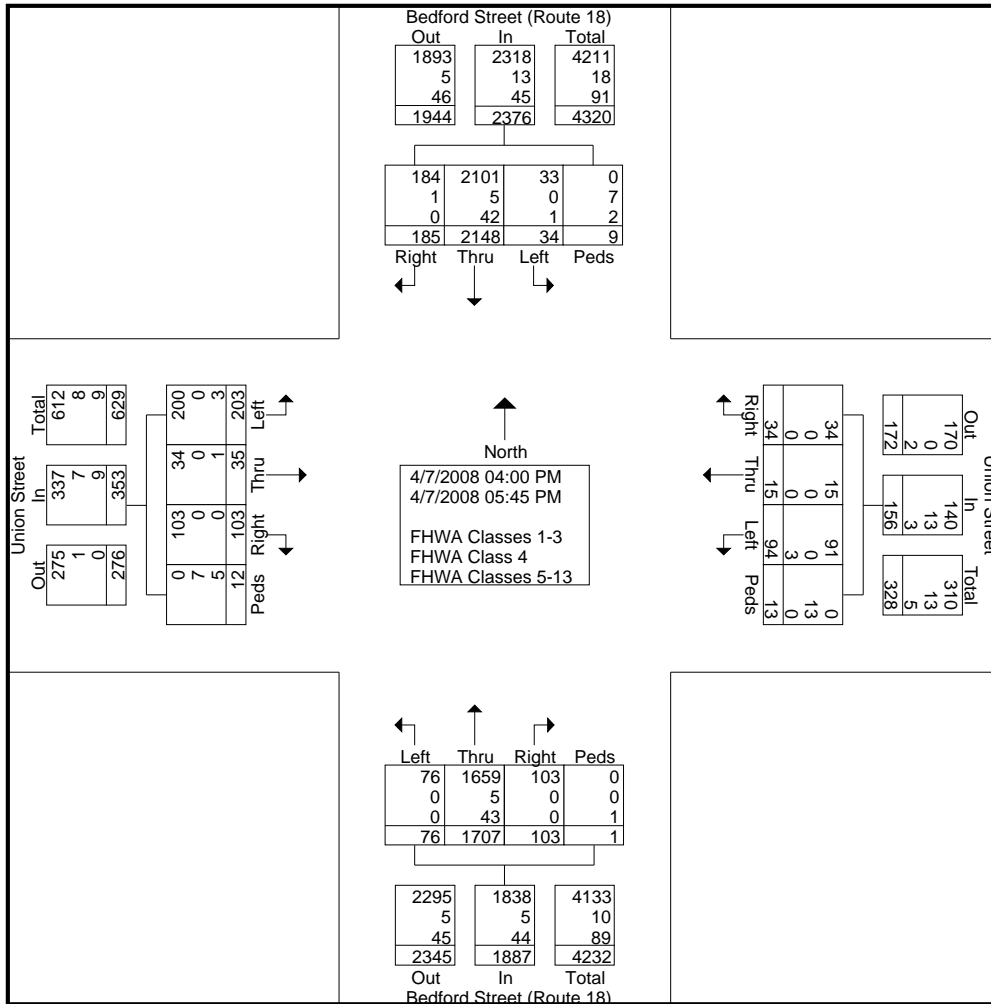 Bedford Street (Route 18)
Out In Total
1893 2318 4211
5 13 18
46 45 91
1944 2376 4320
184 2101 33 0
1 5 0 7
0 42 1 2
185 2148 34 9
Right Thru Left Peds
Union Street
Total
612 8 9 629
In
337 7 9 353
Out
275 1 0 276
200 0 3 203
Left
34 0 1 35
Thru
103 0 0 103
Right
0 7 5 12
Peds
North
4/7/2008 04:00 PM
4/7/2008 05:45 PM
FHWA Classes 1-3
FHWA Class 4
FHWA Classes 5-13
Right
34 0 0 34
Thru
15 0 0 15
Left
91 0 3 94
Peds
0 13 0 13
Union Street
Out
170 0 2 172
In
140 13 3 156
Total
310 13 5 328
Left Thru Right Peds
76 1659 103 0
0 5 0 0
0 43 0 1
76 1707 103 1
2295 1838 4133
5 5 10
45 44 89
2345 1887 4232
Out In Total
Bedford Street (Route 18)